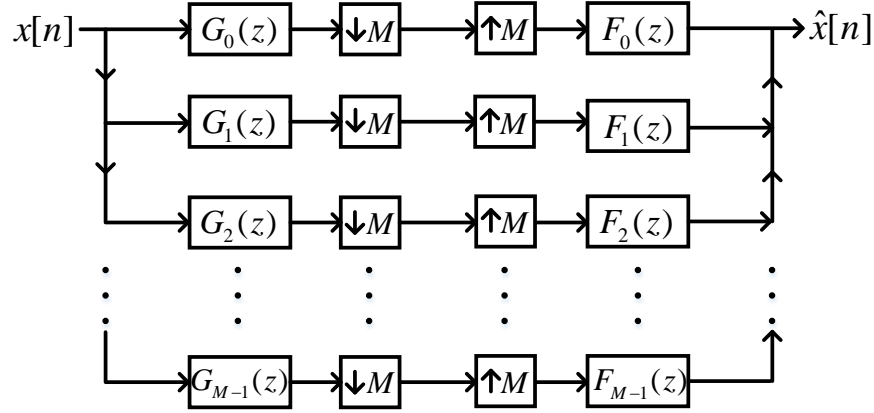 x[n] G₀(z) ↓M ↑M F₀(z) x̂[n]
G₁(z) ↓M ↑M F₁(z)
G₂(z) ↓M ↑M F₂(z)
G_{M−1}(z) ↓M ↑M F_{M−1}(z)